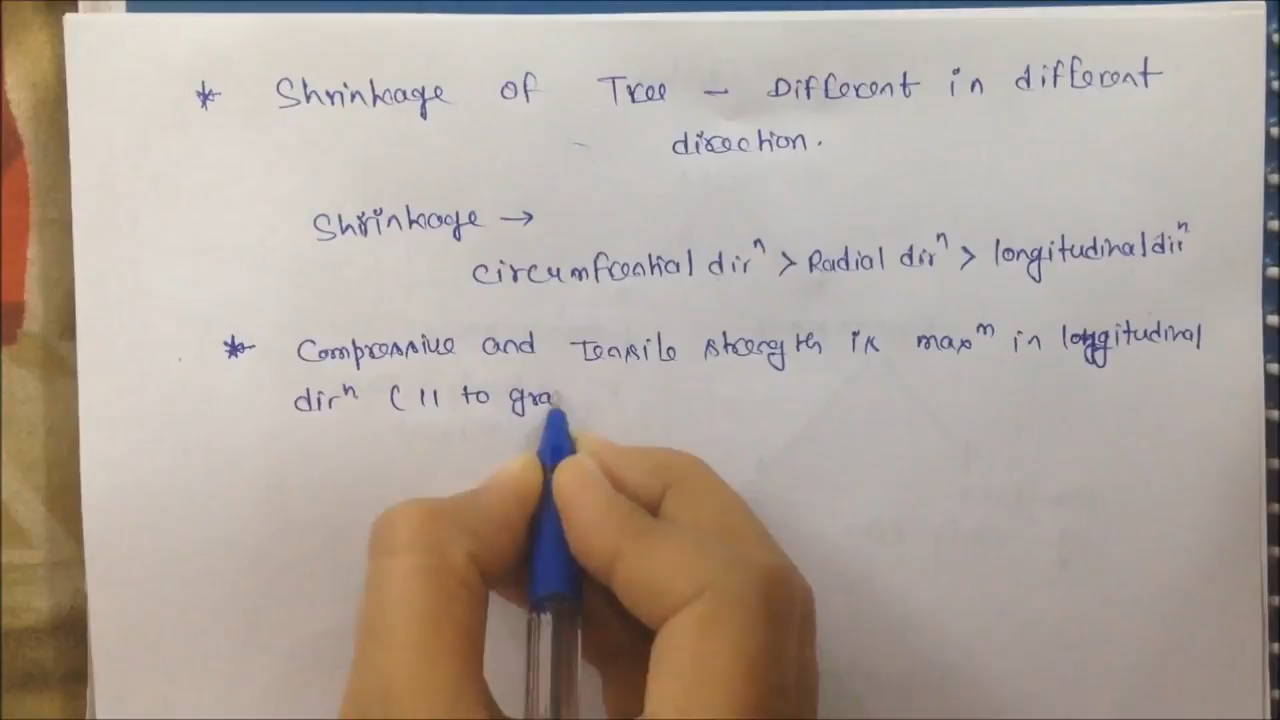 * Shrinkage of Tree - Different in different
direction.
Shrinkage →
circumfrential dirⁿ > Radial dirⁿ > longitudinal dirⁿ
* Compressive and tensile strength is maxᵐ in longitudinal
dirⁿ ( || to gra